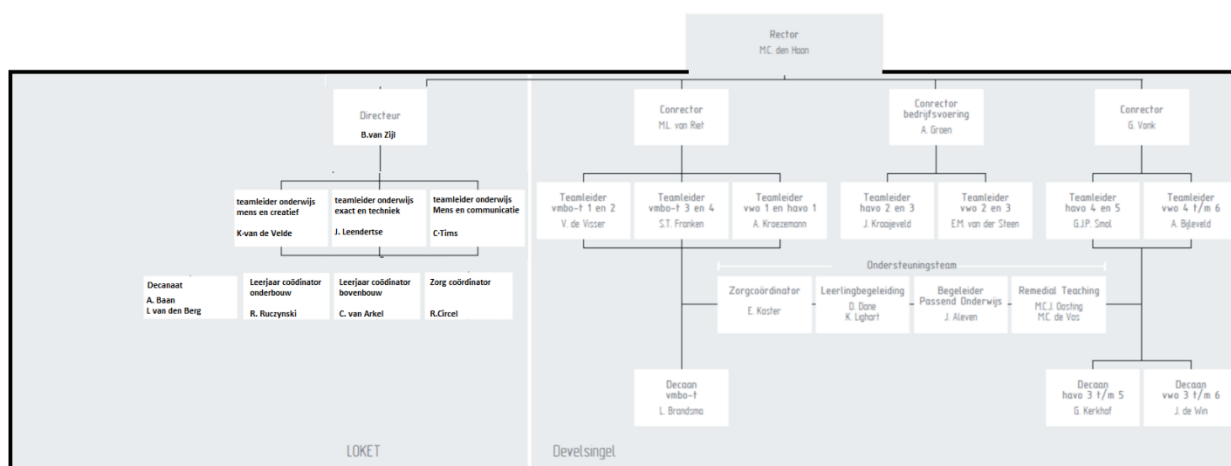 Rector
M.C. den Haan
Directeur
B.van Zijl
Conrector
M.L. van Riet
Conrector
bedrijfsvoering
A. Groen
Conrector
G. Vonk
teamleider onderwijs
mens en creatief
K-van de Velde
teamleider onderwijs
exact en techniek
J. Leendertse
teamleider onderwijs
Mens en communicatie
C-Tims
Teamleider
vmbo-t 1 en 2
V. de Visser
Teamleider
vmbo-t 3 en 4
S.T. Franken
Teamleider
vwo 1 en havo 1
A. Kroezemann
Teamleider
havo 2 en 3
J. Kraaijeveld
Teamleider
vwo 2 en 3
E.M. van der Steen
Teamleider
havo 4 en 5
G.J.P. Smol
Teamleider
vwo 4 t/m 6
A. Bijleveld
Decanaat
A. Baan
I. van den Berg
Leerjaar coödinator
onderbouw
R. Ruczynski
Leerjaar coödinator
bovenbouw
C. van Arkel
Zorg coördinator
R.Circel
Ondersteuningsteam
Zorgcoördinator
E. Koster
Leerlingbegeleiding
D. Dane
K. Lighart
Begeleider
Passend Onderwijs
J. Aleven
Remedial Teaching
M.C.J. Oosting
M.C. de Vos
Decaan
vmbo-t
L. Brandsma
Decaan
havo 3 t/m 5
G. Kerkhof
Decaan
vwo 3 t/m 6
J. de Win
LOKET
Develsingel